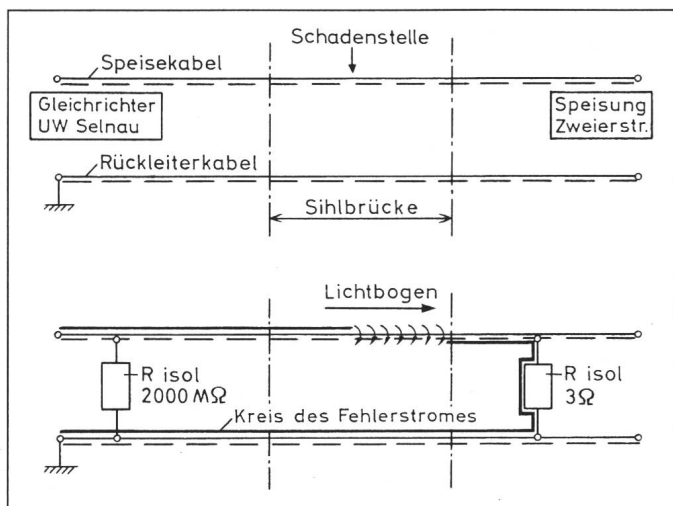 Schadenstelle
Speisekabel
Gleichrichter
UW Selnau
Speisung
Zweierstr.
Rückleiterkabel
Sihlbrücke
Lichtbogen
R isol
2000 MΩ
R isol
3Ω
Kreis des Fehlerstromes